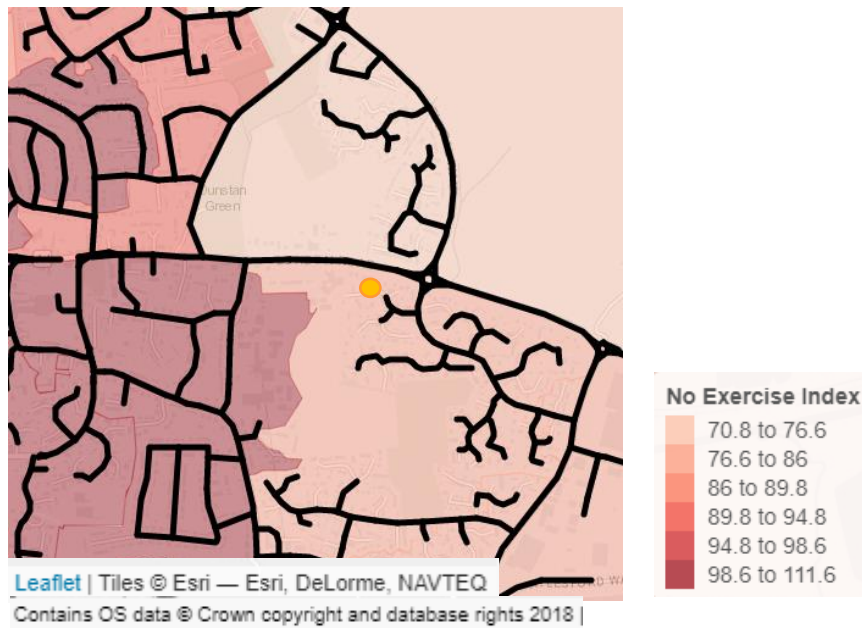 Dunstan
Green
No Exercise Index
70.8 to 76.6
76.6 to 86
86 to 89.8
89.8 to 94.8
94.8 to 98.6
98.6 to 111.6
Leaflet | Tiles © Esri — Esri, DeLorme, NAVTEQ
Contains OS data © Crown copyright and database rights 2018 |